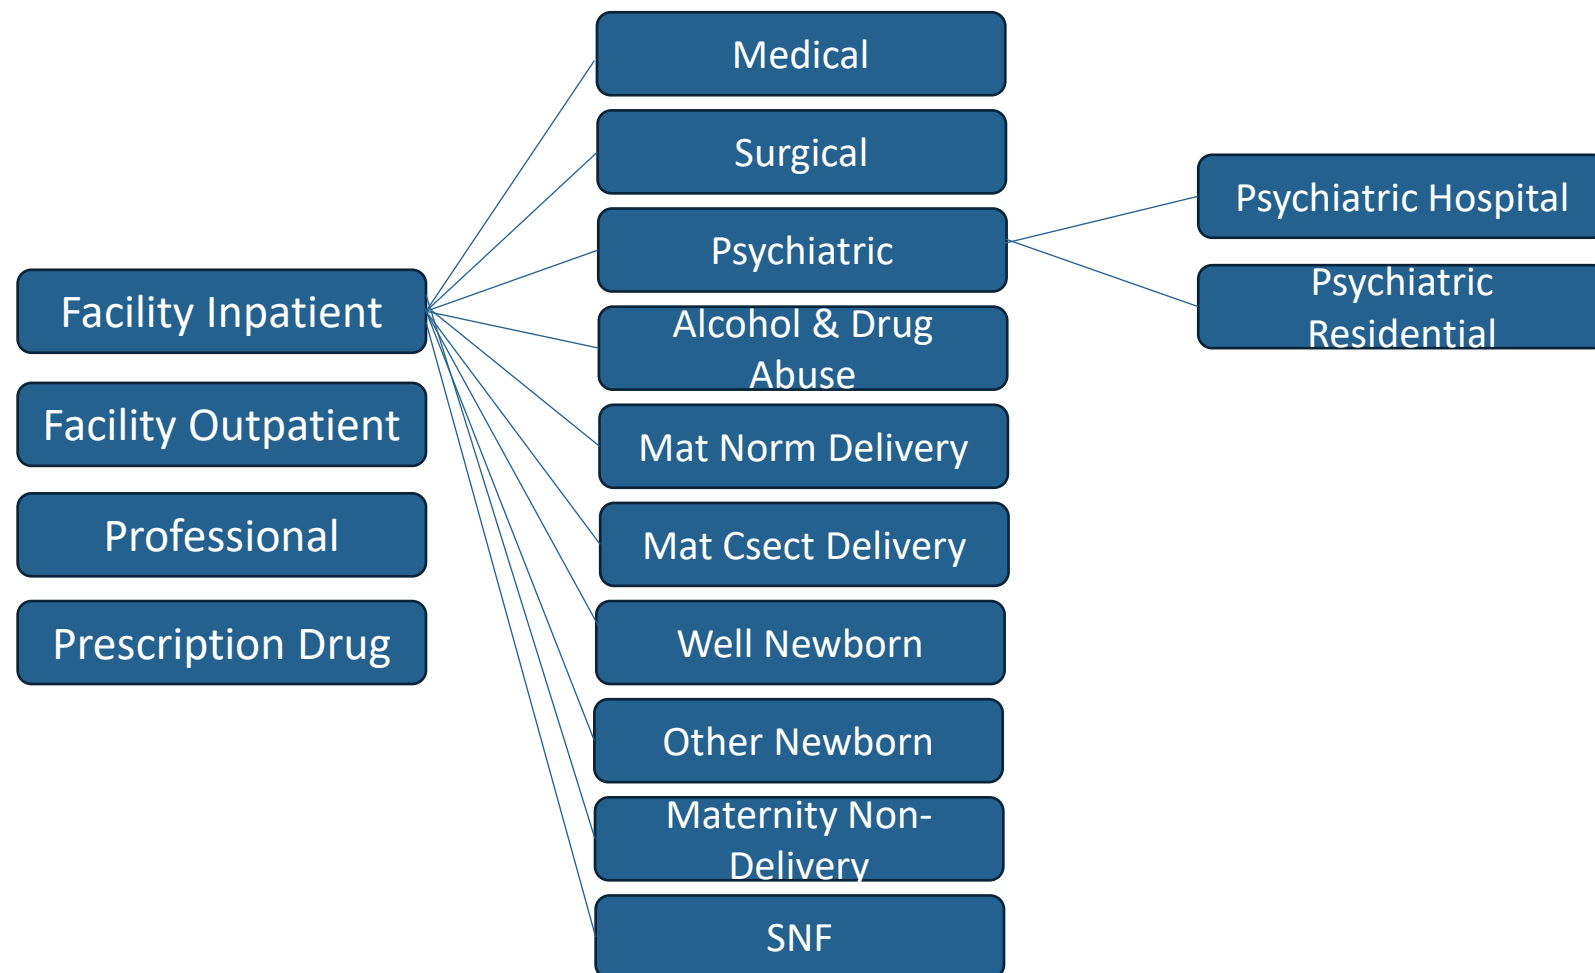 Facility Inpatient
Facility Outpatient
Professional
Prescription Drug
Medical
Surgical
Psychiatric
Alcohol & Drug
Abuse
Mat Norm Delivery
Mat Csect Delivery
Well Newborn
Other Newborn
Maternity Non-
Delivery
SNF
Psychiatric Hospital
Psychiatric
Residential